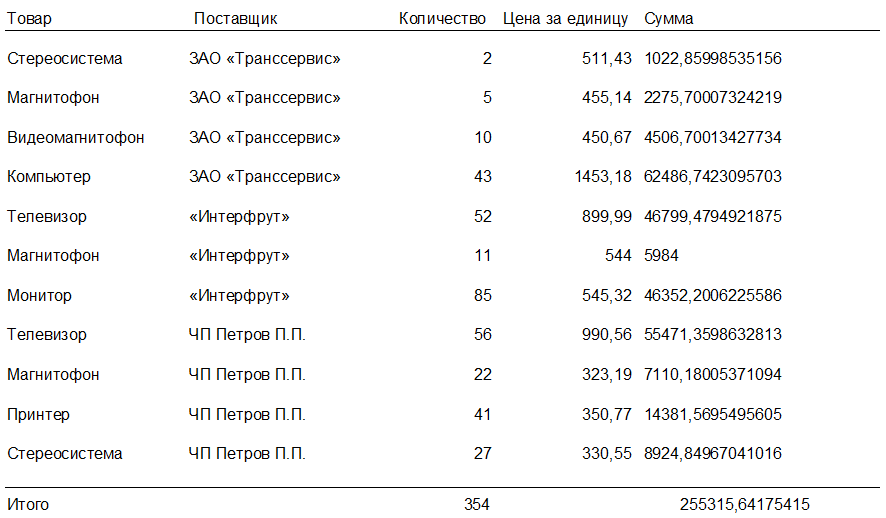 Товар Поставщик Количество Цена за единицу Сумма
Стереосистема ЗАО «Транссервис» 2 511,43 1022,85998535156
Магнитофон ЗАО «Транссервис» 5 455,14 2275,70007324219
Видеомагнитофон ЗАО «Транссервис» 10 450,67 4506,70013427734
Компьютер ЗАО «Транссервис» 43 1453,18 62486,7423095703
Телевизор «Интерфрут» 52 899,99 46799,4794921875
Магнитофон «Интерфрут» 11 544 5984
Монитор «Интерфрут» 85 545,32 46352,2006225586
Телевизор ЧП Петров П.П. 56 990,56 55471,3598632813
Магнитофон ЧП Петров П.П. 22 323,19 7110,18005371094
Принтер ЧП Петров П.П. 41 350,77 14381,5695495605
Стереосистема ЧП Петров П.П. 27 330,55 8924,84967041016
Итого 354 255315,64175415